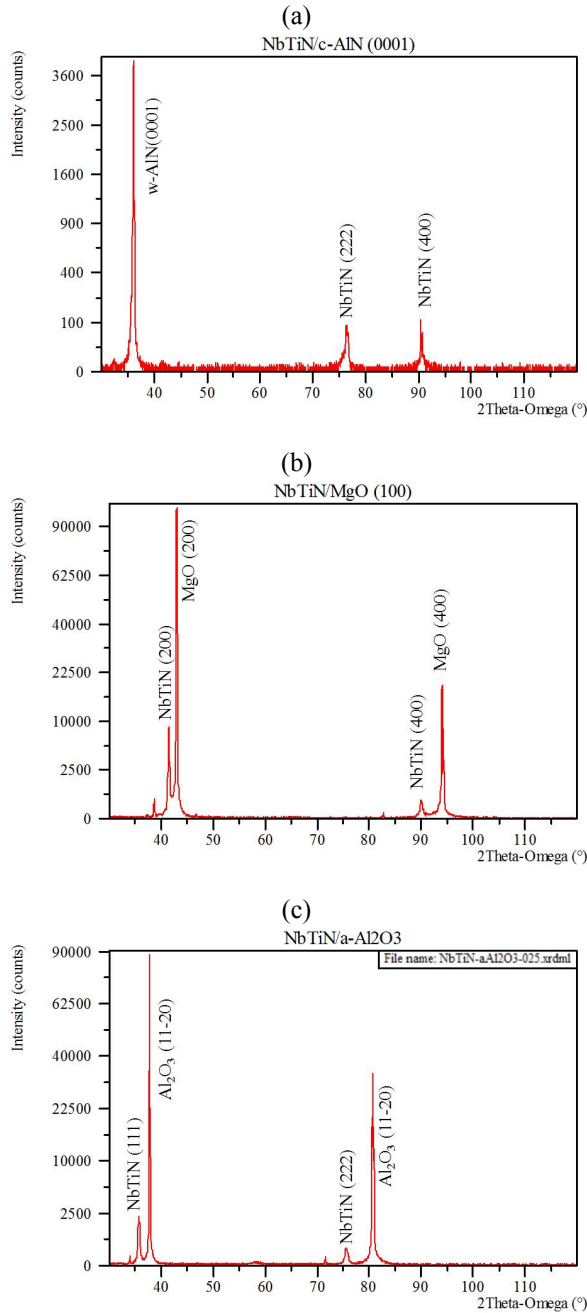 (a)
NbTiN/c-AlN (0001)
Intensity (counts)
3600
2500
1600
900
400
100
0
w-AlN(0001)
NbTiN (222)
NbTiN (400)
40
50
60
70
80
90
100
110
2Theta-Omega (°)
(b)
NbTiN/MgO (100)
Intensity (counts)
90000
62500
40000
22500
10000
2500
0
NbTiN (200)
MgO (200)
NbTiN (400)
MgO (400)
40
50
60
70
80
90
100
110
2Theta-Omega (°)
(c)
NbTiN/a-Al2O3
File name: NbTiN-aAl2O3-025.xrdml
Intensity (counts)
90000
62500
40000
22500
10000
2500
0
NbTiN (111)
Al₂O₃ (11-20)
NbTiN (222)
Al₂O₃ (11-20)
40
50
60
70
80
90
100
110
2Theta-Omega (°)